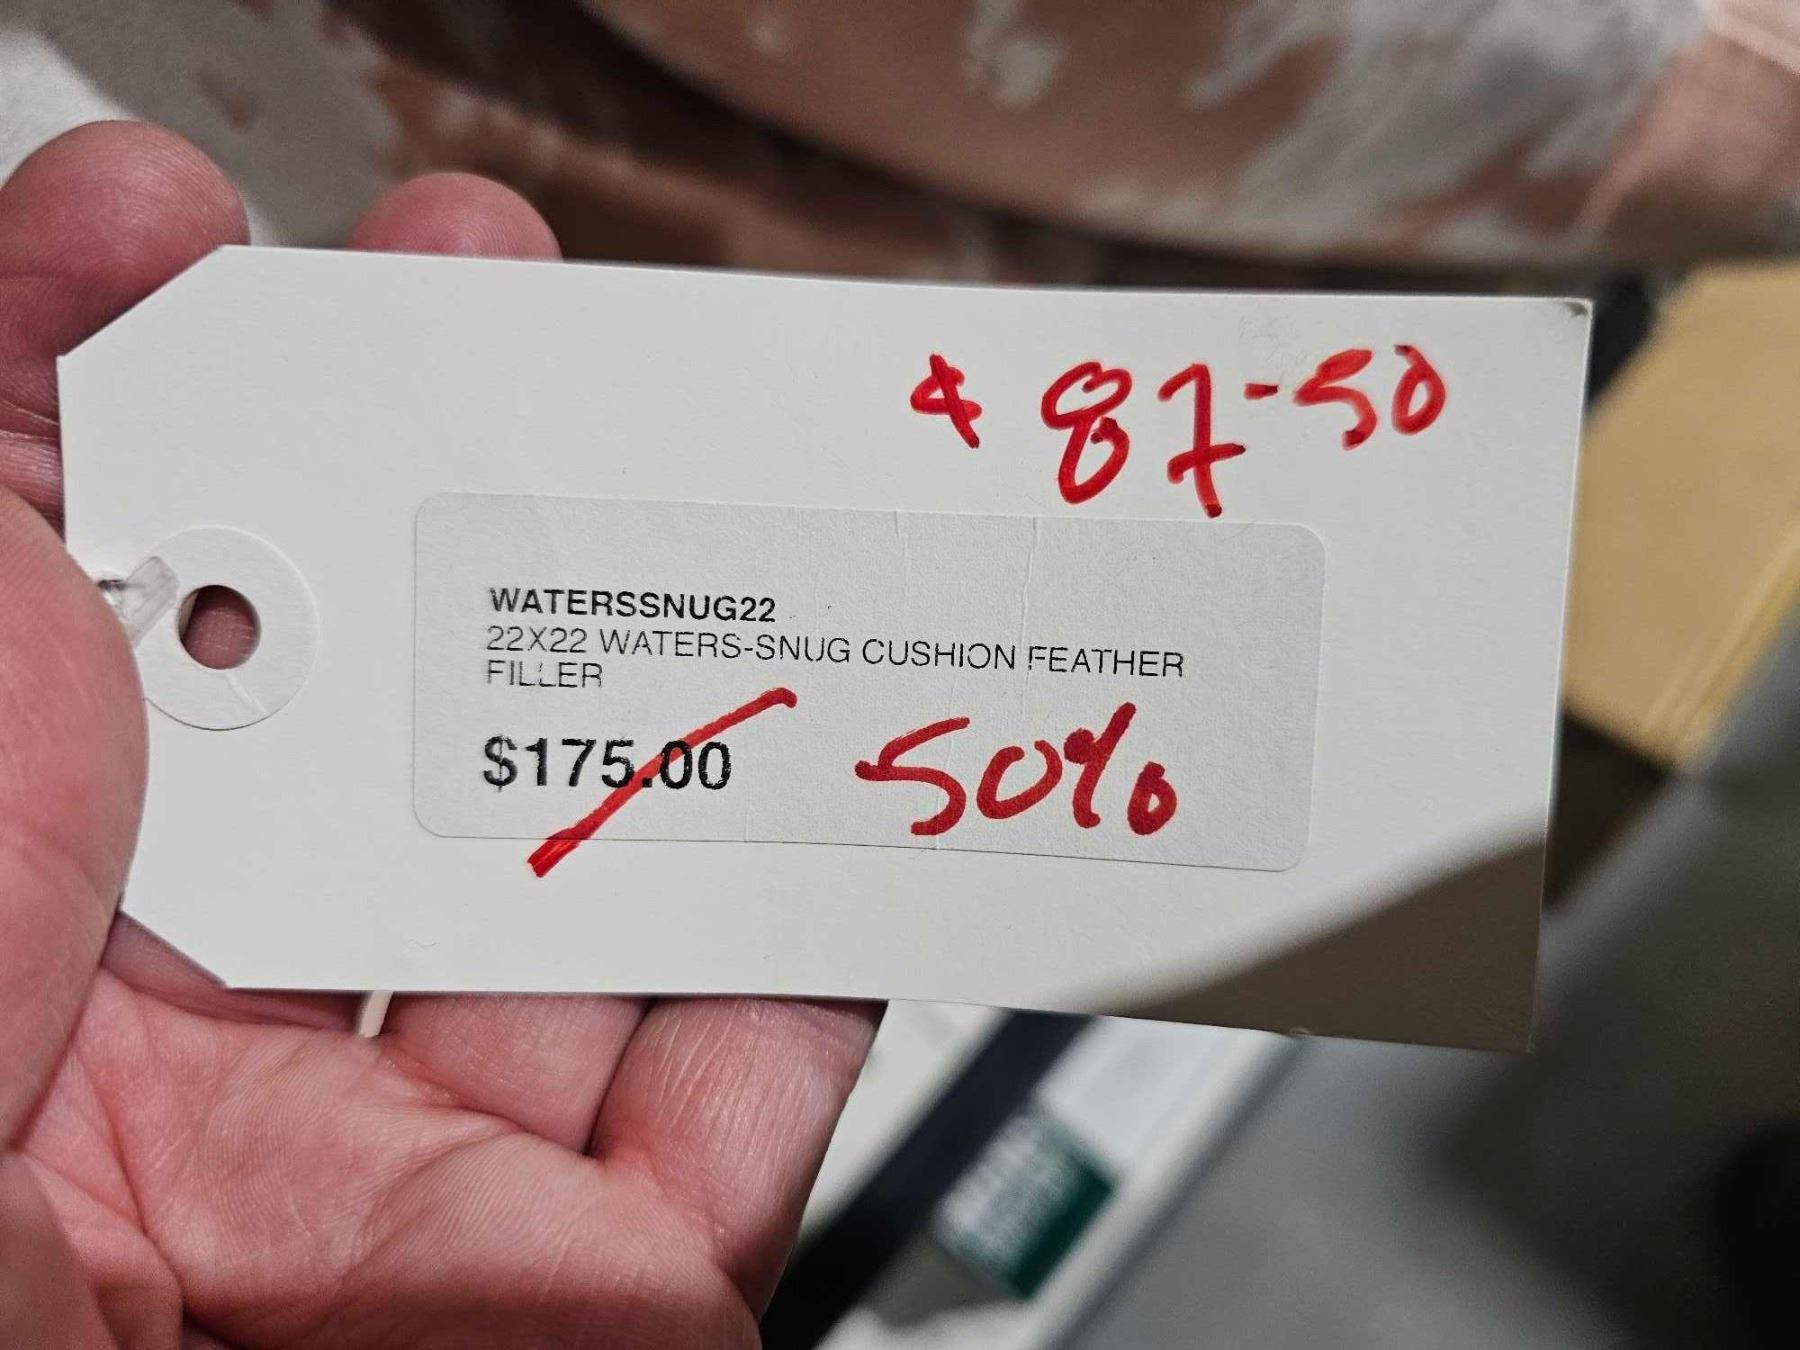 $ 87-50
WATERSSNUG22
22X22 WATERS-SNUG CUSHION FEATHER
FILLER
$175.00 50%